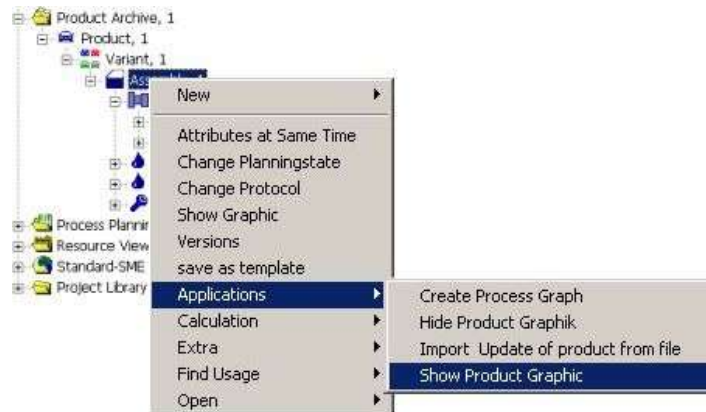 Product Archive, 1
Product, 1
Variant, 1
New
Attributes at Same Time
Change Planningstate
Change Protocol
Show Graphic
Versions
save as template
Process
Resource View
Standard-SME
Project Library
Applications
Calculation
Extra
Find Usage
Open
Create Process Graph
Hide Product Graphik
Import Update of product from file
Show Product Graphic